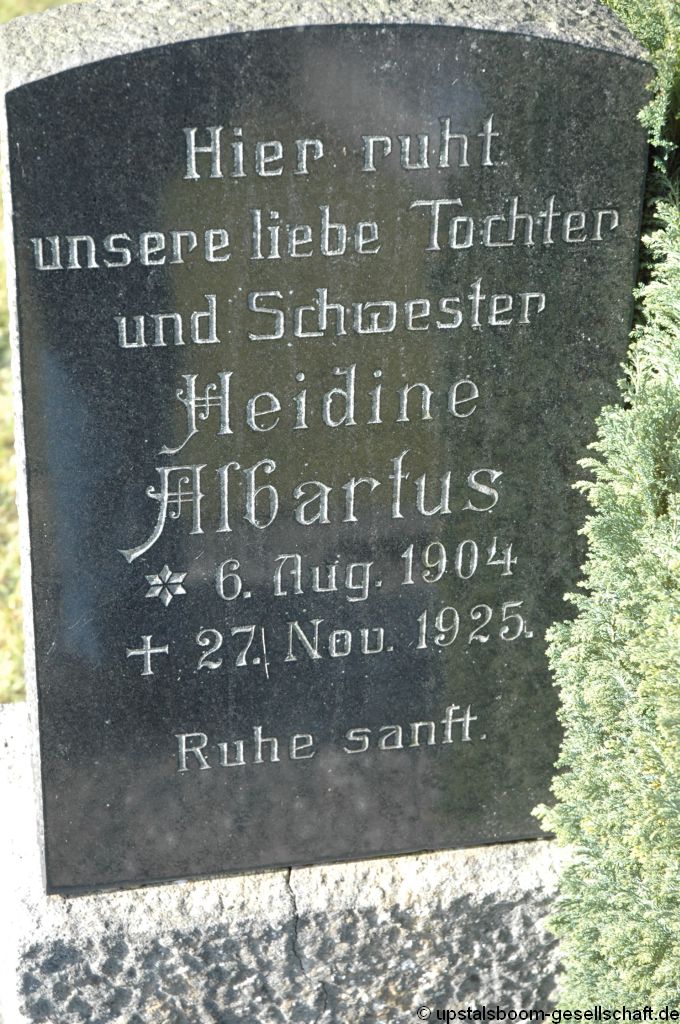 Hier ruht
unsere liebe Tochter
und Schwester
Heidine
Albartus
* 6. Aug. 1904
+ 27. Nov. 1925.
Ruhe sanft.
© upstalsboom-gesellschaft.de